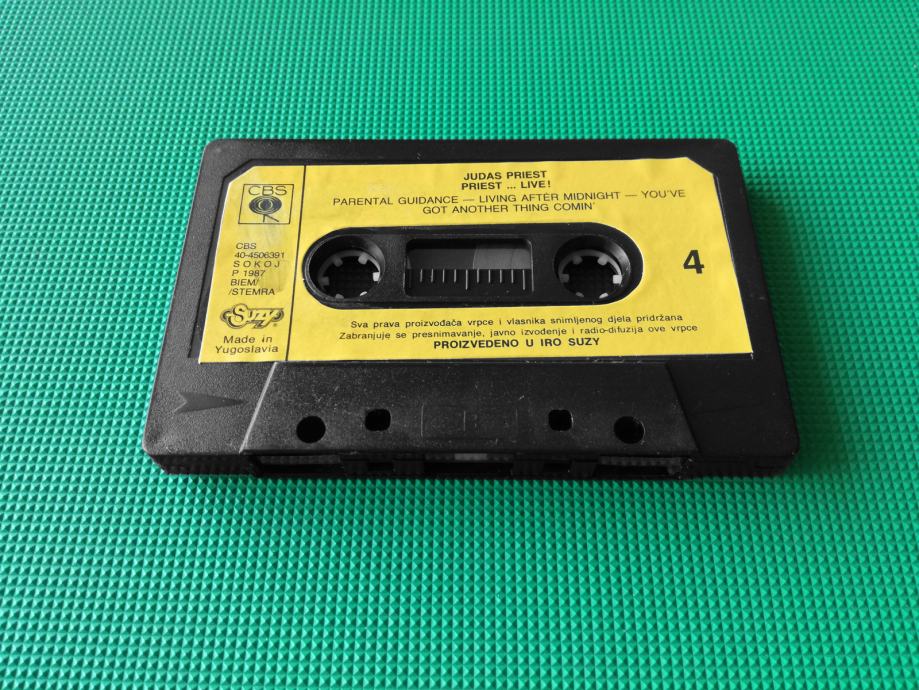 JUDAS PRIEST
PRIEST ... LIVE!
PARENTAL GUIDANCE — LIVING AFTER MIDNIGHT — YOU'VE
GOT ANOTHER THING COMIN'
CBS
CBS
40-4506391
SOKOJ
P 1987
BIEM/
/STEMRA
Suzy
Made in
Yugoslavia
4
Sva prava proizvođača vrpce i vlasnika snimljenog djela pridržana
Zabranjuje se presnimavanje, javno izvođenje i radio-difuzija ove vrpce
PROIZVEDENO U IRO SUZY